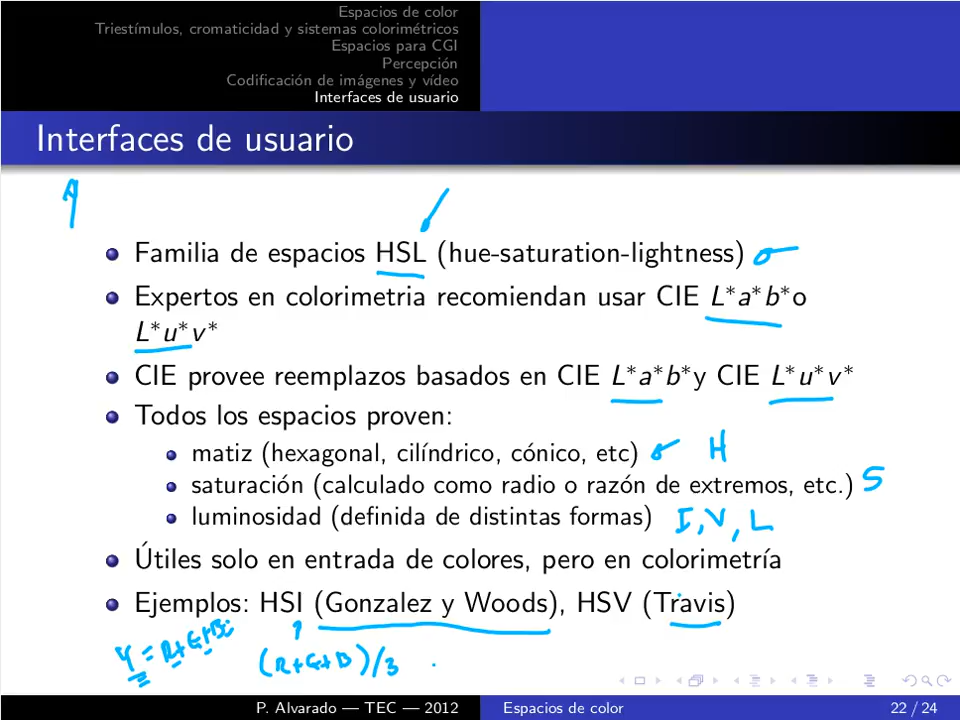 Espacios de color
Triestímulos, cromaticidad y sistemas colorimétricos
Espacios para CGI
Percepción
Codificación de imágenes y vídeo
Interfaces de usuario
Interfaces de usuario
Familia de espacios HSL (hue-saturation-lightness)
Expertos en colorimetria recomiendan usar CIE L*a*b*o
L*u*v*
CIE provee reemplazos basados en CIE L*a*b*y CIE L*u*v*
Todos los espacios proven:
matiz (hexagonal, cilíndrico, cónico, etc) H
saturación (calculado como radio o razón de extremos, etc.) S
luminosidad (definida de distintas formas) I, V, L
Útiles solo en entrada de colores, pero en colorimetría
Ejemplos: HSI (Gonzalez y Woods), HSV (Travis)
Y = R+G+B
(R+G+B)/3
P. Alvarado — TEC — 2012 Espacios de color 22 / 24